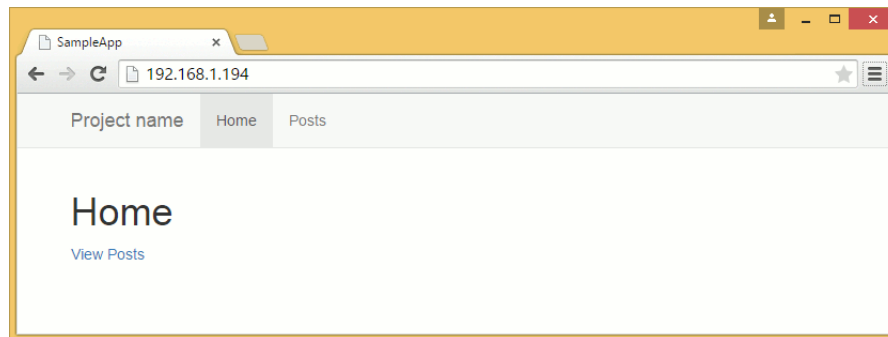 SampleApp
192.168.1.194
Project name Home Posts
Home
View Posts